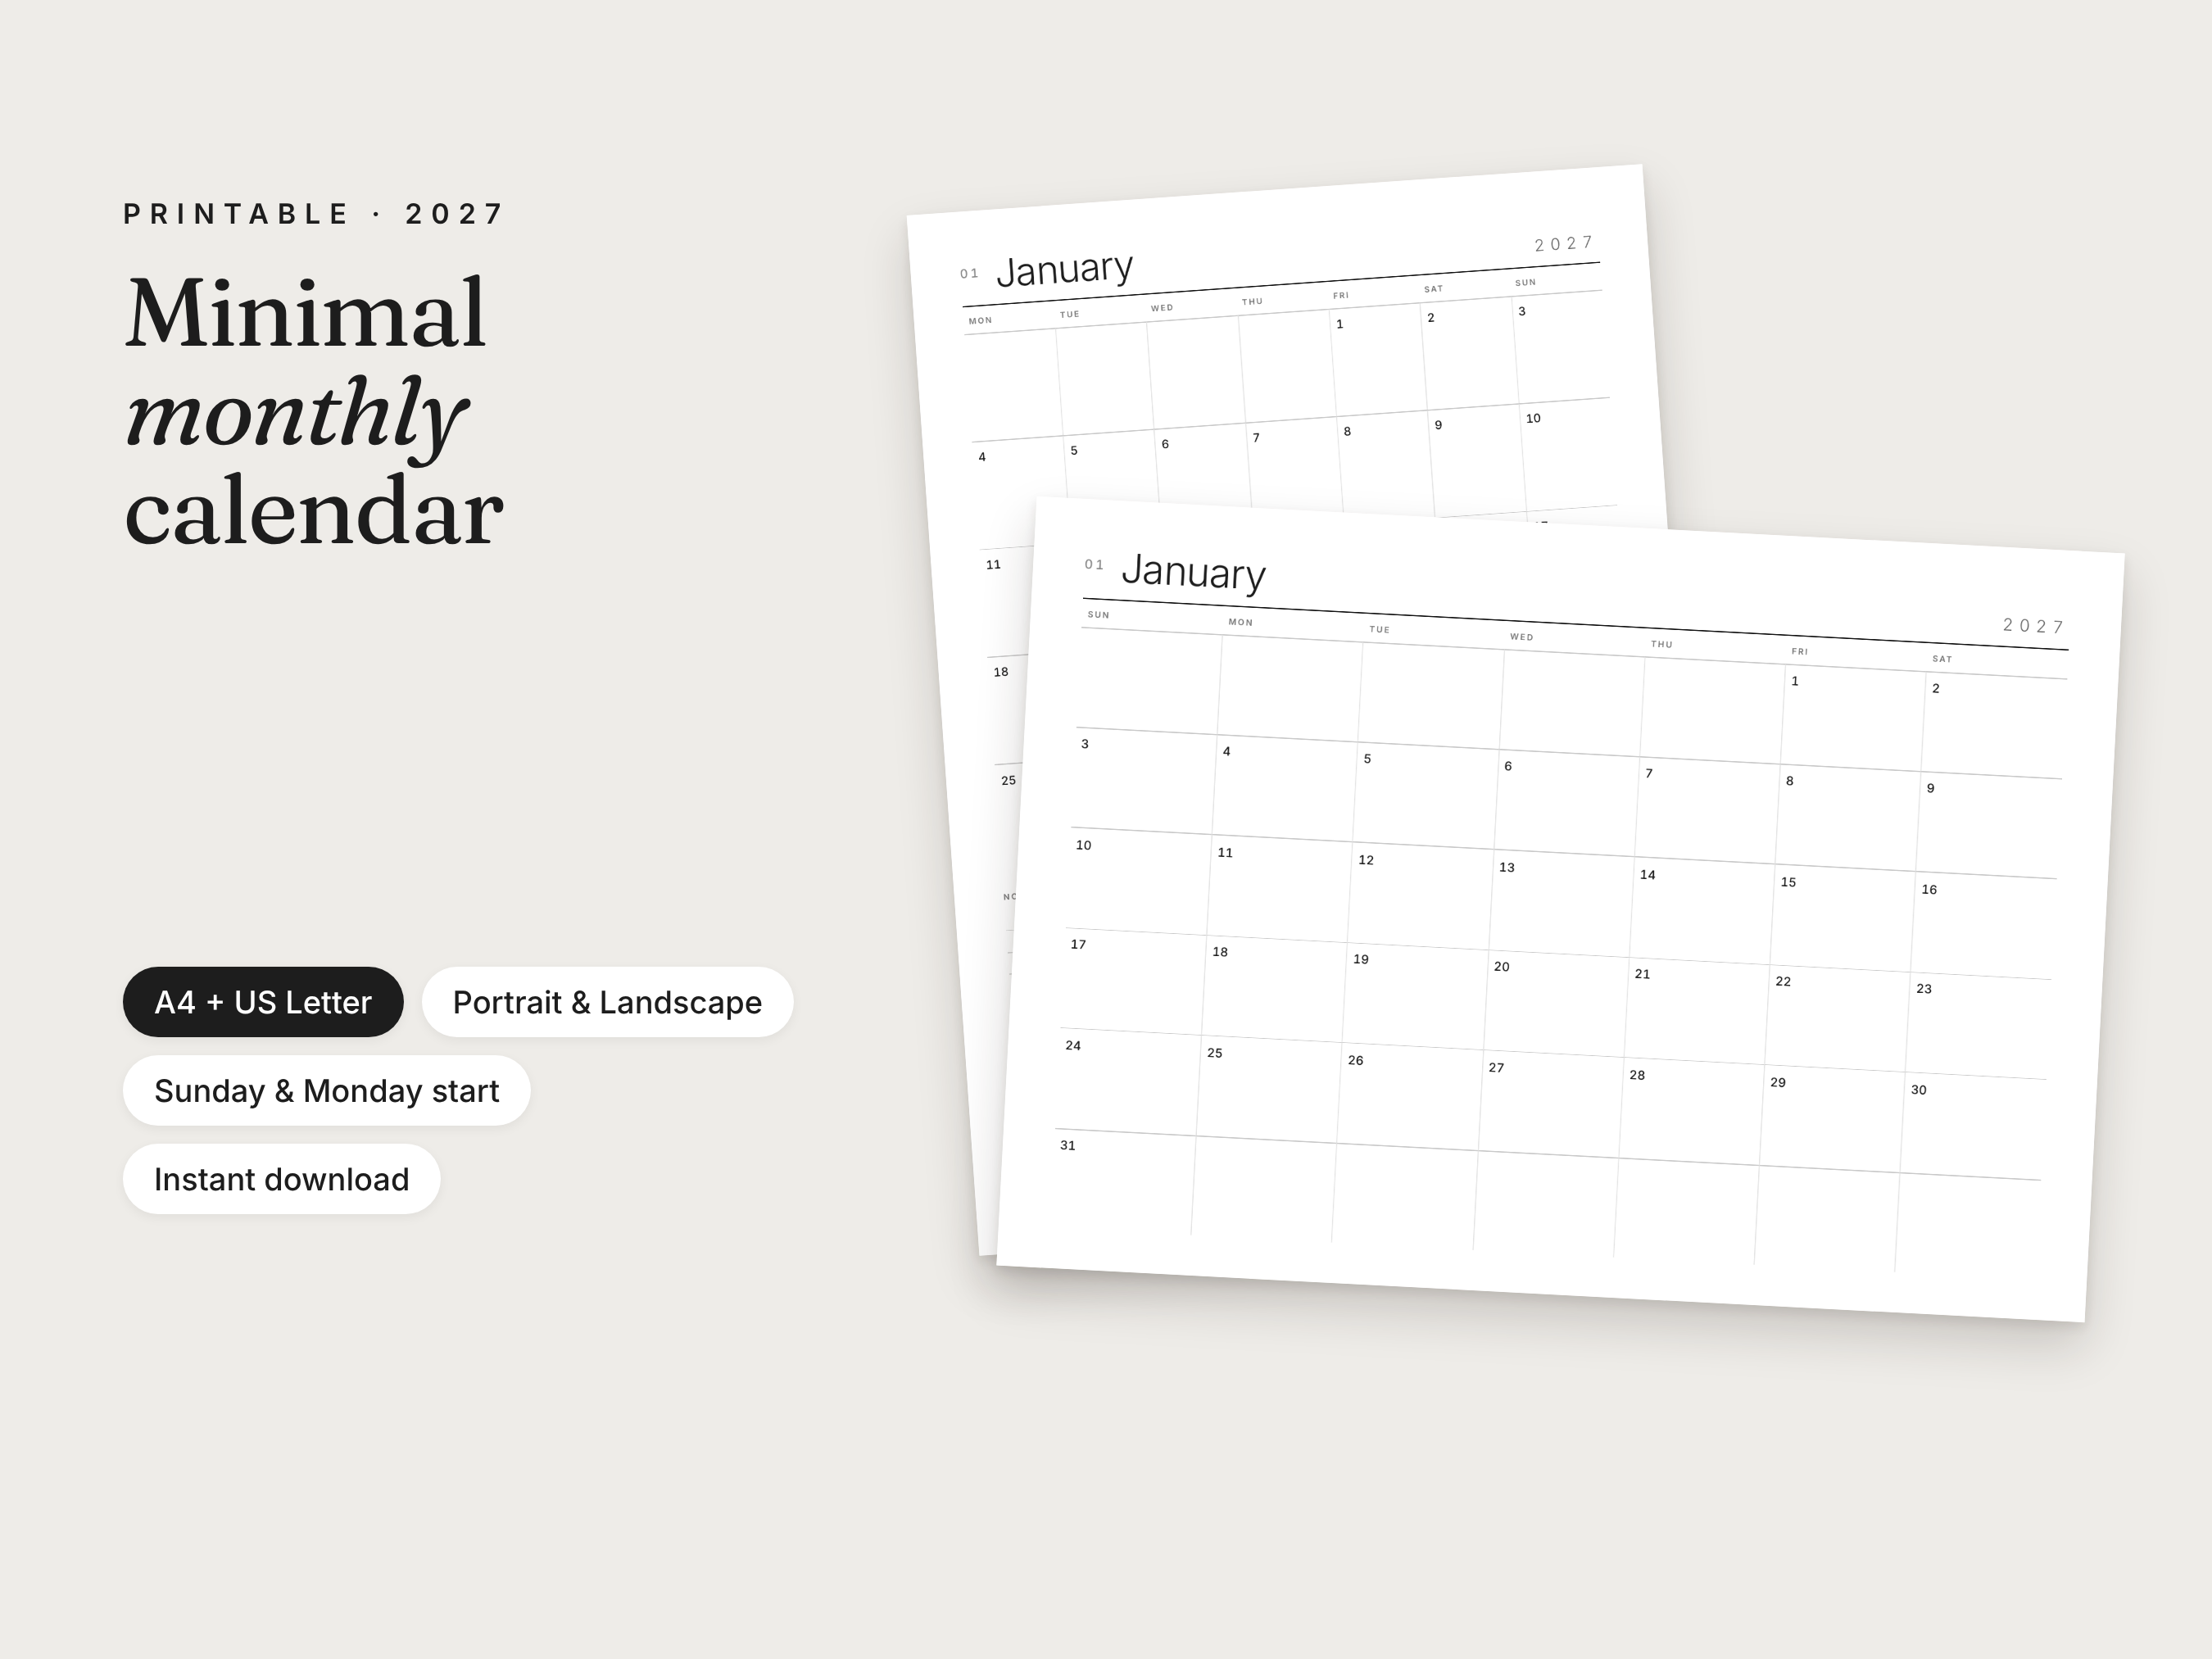 PRINTABLE · 2027
Minimal
monthly
calendar
A4 + US Letter
Portrait & Landscape
Sunday & Monday start
Instant download
01 January 2027
MON TUE WED THU FRI SAT SUN
1 2 3
4 5 6 7 8 9 10
11
18
25
01 January 2027
SUN MON TUE WED THU FRI SAT
1 2
3 4 5 6 7 8 9
10 11 12 13 14 15 16
17 18 19 20 21 22 23
24 25 26 27 28 29 30
31